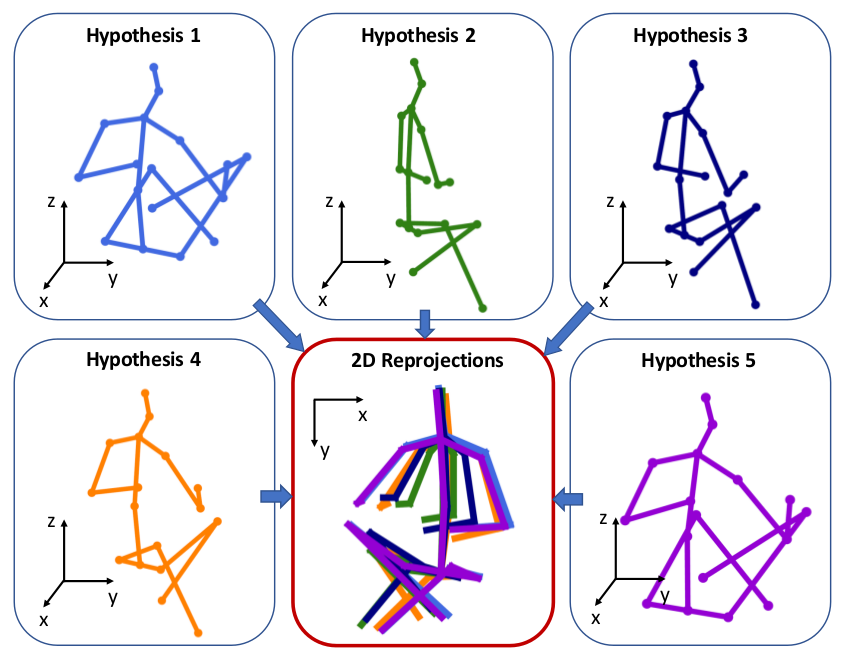 Hypothesis 1
Hypothesis 2
Hypothesis 3
z
y
x
z
y
x
z
y
x
Hypothesis 4
2D Reprojections
Hypothesis 5
x
y
z
y
x
z
y
x